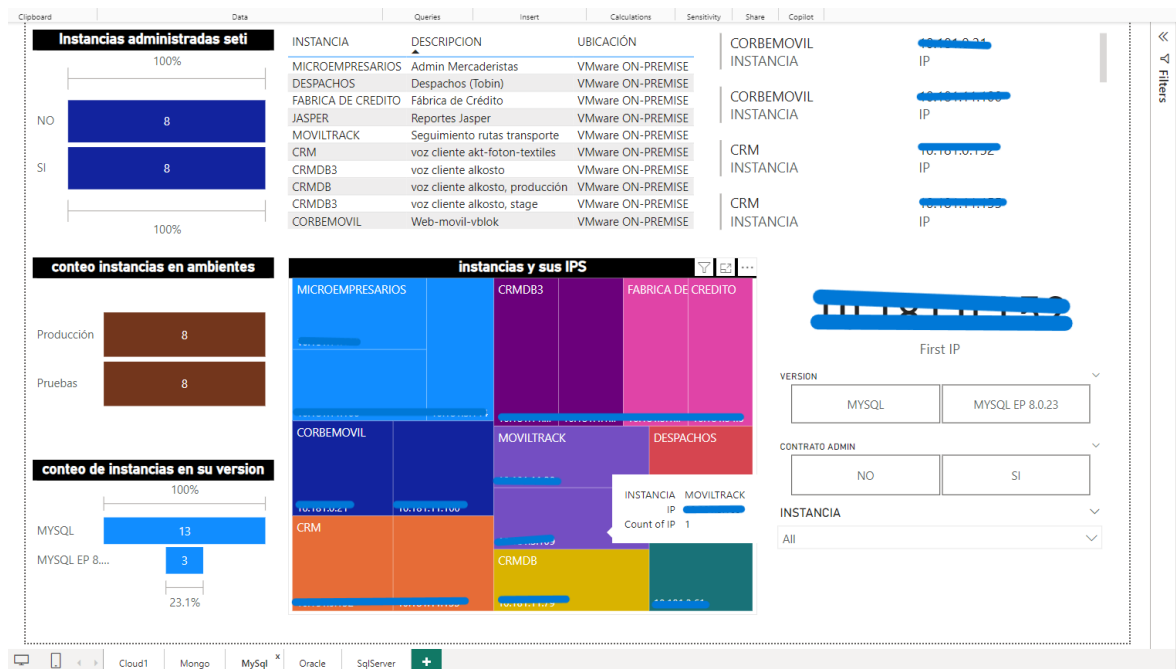 Clipboard Data Queries Insert Calculations Sensitivity Share Copilot
Instancias administradas seti
100%
NO 8
SI 8
100%
INSTANCIA DESCRIPCION UBICACIÓN
MICROEMPRESARIOS Admin Mercaderistas VMware ON-PREMISE
DESPACHOS Despachos (Tobin) VMware ON-PREMISE
FABRICA DE CREDITO Fábrica de Crédito VMware ON-PREMISE
JASPER Reportes Jasper VMware ON-PREMISE
MOVILTRACK Seguimiento rutas transporte VMware ON-PREMISE
CRM voz cliente akt-foton-textiles VMware ON-PREMISE
CRMDB3 voz cliente alkosto VMware ON-PREMISE
CRMDB voz cliente alkosto, producción VMware ON-PREMISE
CRMDB3 voz cliente alkosto, stage VMware ON-PREMISE
CORBEMOVIL Web-movil-vblok VMware ON-PREMISE
CORBEMOVIL
INSTANCIA IP
CORBEMOVIL
INSTANCIA IP
CRM
INSTANCIA IP
CRM
INSTANCIA IP
Filters
conteo instancias en ambientes
Producción 8
Pruebas 8
conteo de instancias en su version
100%
MYSQL 13
MYSQL EP 8.... 3
23.1%
instancias y sus IPS
MICROEMPRESARIOS CRMDB3 FABRICA DE CREDITO
CORBEMOVIL MOVILTRACK DESPACHOS
INSTANCIA MOVILTRACK
IP
Count of IP 1
CRM
CRMDB
First IP
VERSION
MYSQL MYSQL EP 8.0.23
CONTRATO ADMIN
NO SI
INSTANCIA
All
Cloud1 Mongo MySql x Oracle SqlServer +